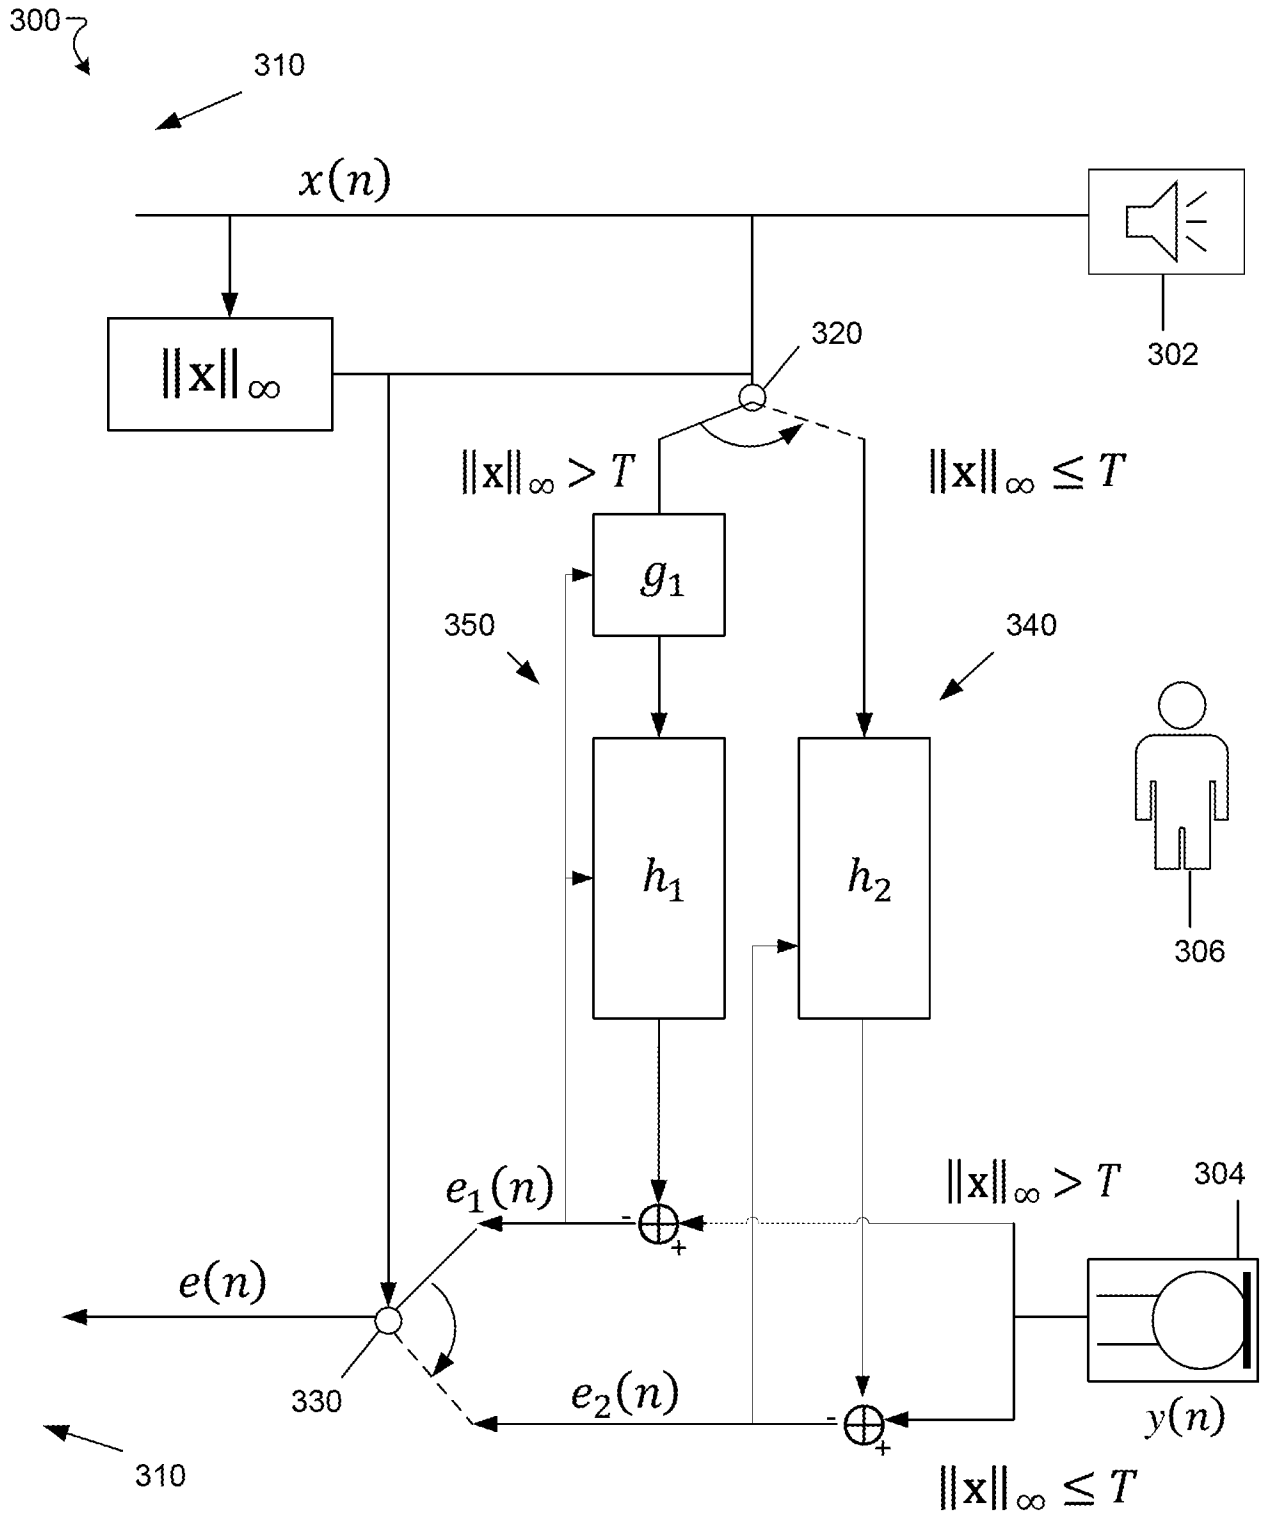 300
310
x(n)
302
‖x‖∞
320
‖x‖∞ > T
‖x‖∞ ≤ T
g₁
350
340
h₁
h₂
306
‖x‖∞ > T
304
e₁(n)
-
+
e(n)
330
e₂(n)
-
+
y(n)
310
‖x‖∞ ≤ T